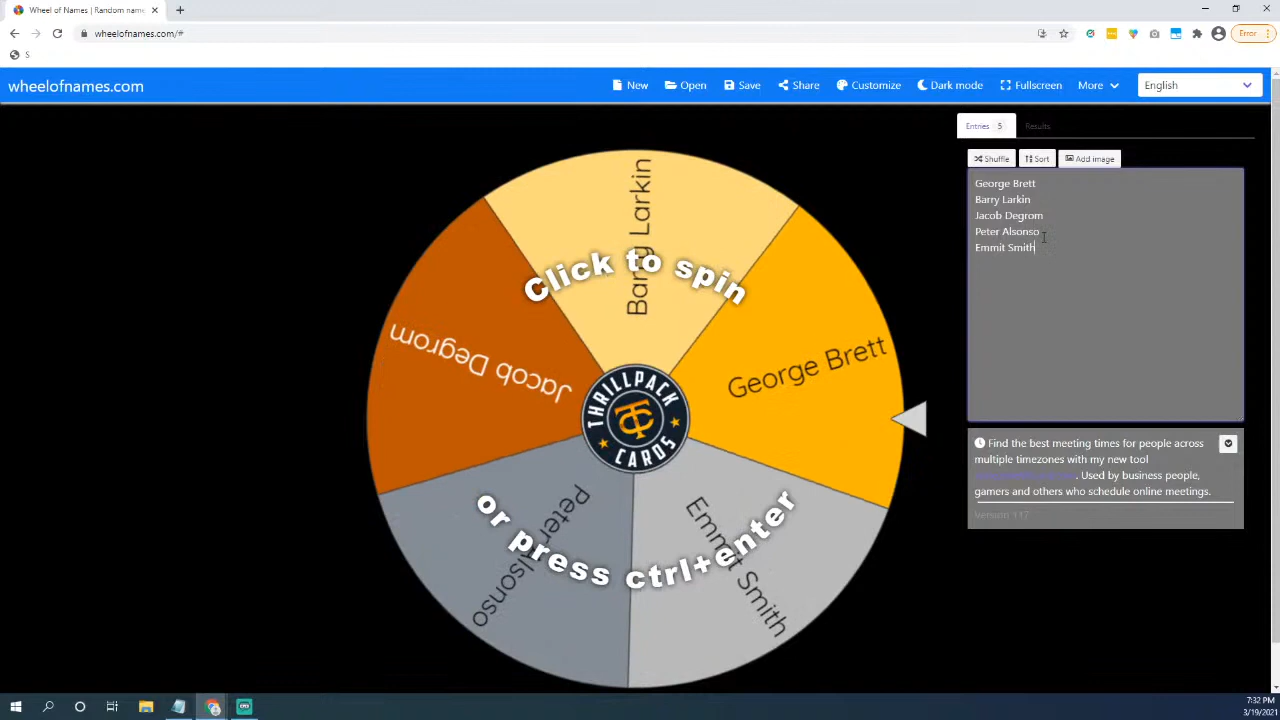 Wheel of Names | Random name
wheelofnames.com/#
Error
S
wheelofnames.com
New
Open
Save
Share
Customize
Dark mode
Fullscreen
More
English
Entries 5
Results
Shuffle
Sort
Add image
George Brett
Barry Larkin
Jacob Degrom
Peter Alsonso
Emmit Smith
Barry Larkin
Click to spin
George Brett
Jacob Degrom
THRILLPACK
TC
CARDS
or press ctrl+enter
Peter Alsonso
Emmit Smith
Find the best meeting times for people across
multiple timezones with my new tool
. Used by business people,
gamers and others who schedule online meetings.
Version 117
7:32 PM
3/19/2021